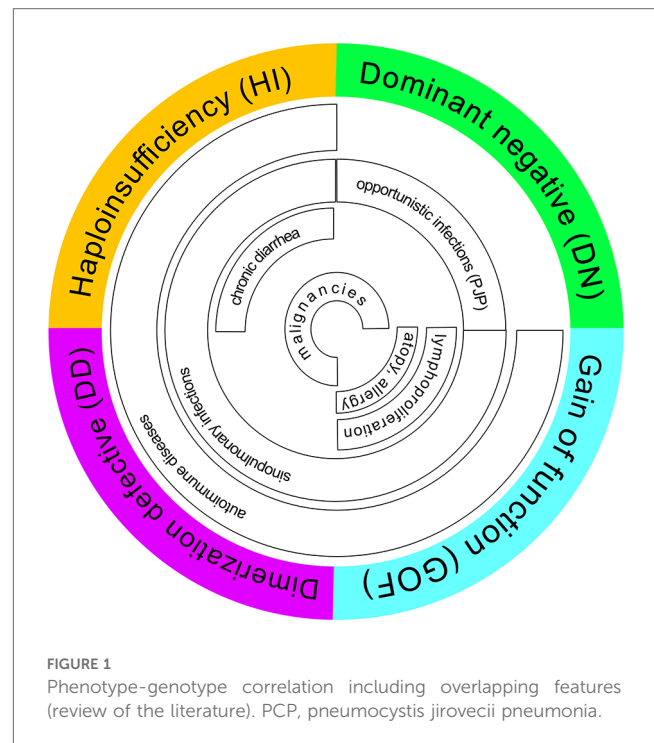 Haploinsufficiency (HI)
Dominant negative (DN)
opportunistic infections (PJP)
chronic diarrhea
malignancies
atopy, allergy
lymphoproliferation
sinopulmonary infections
autoimmune diseases
Dimerization defective (DD)
Gain of function (GOF)
FIGURE 1
Phenotype-genotype correlation including overlapping features
(review of the literature). PCP, pneumocystis jirovecii pneumonia.